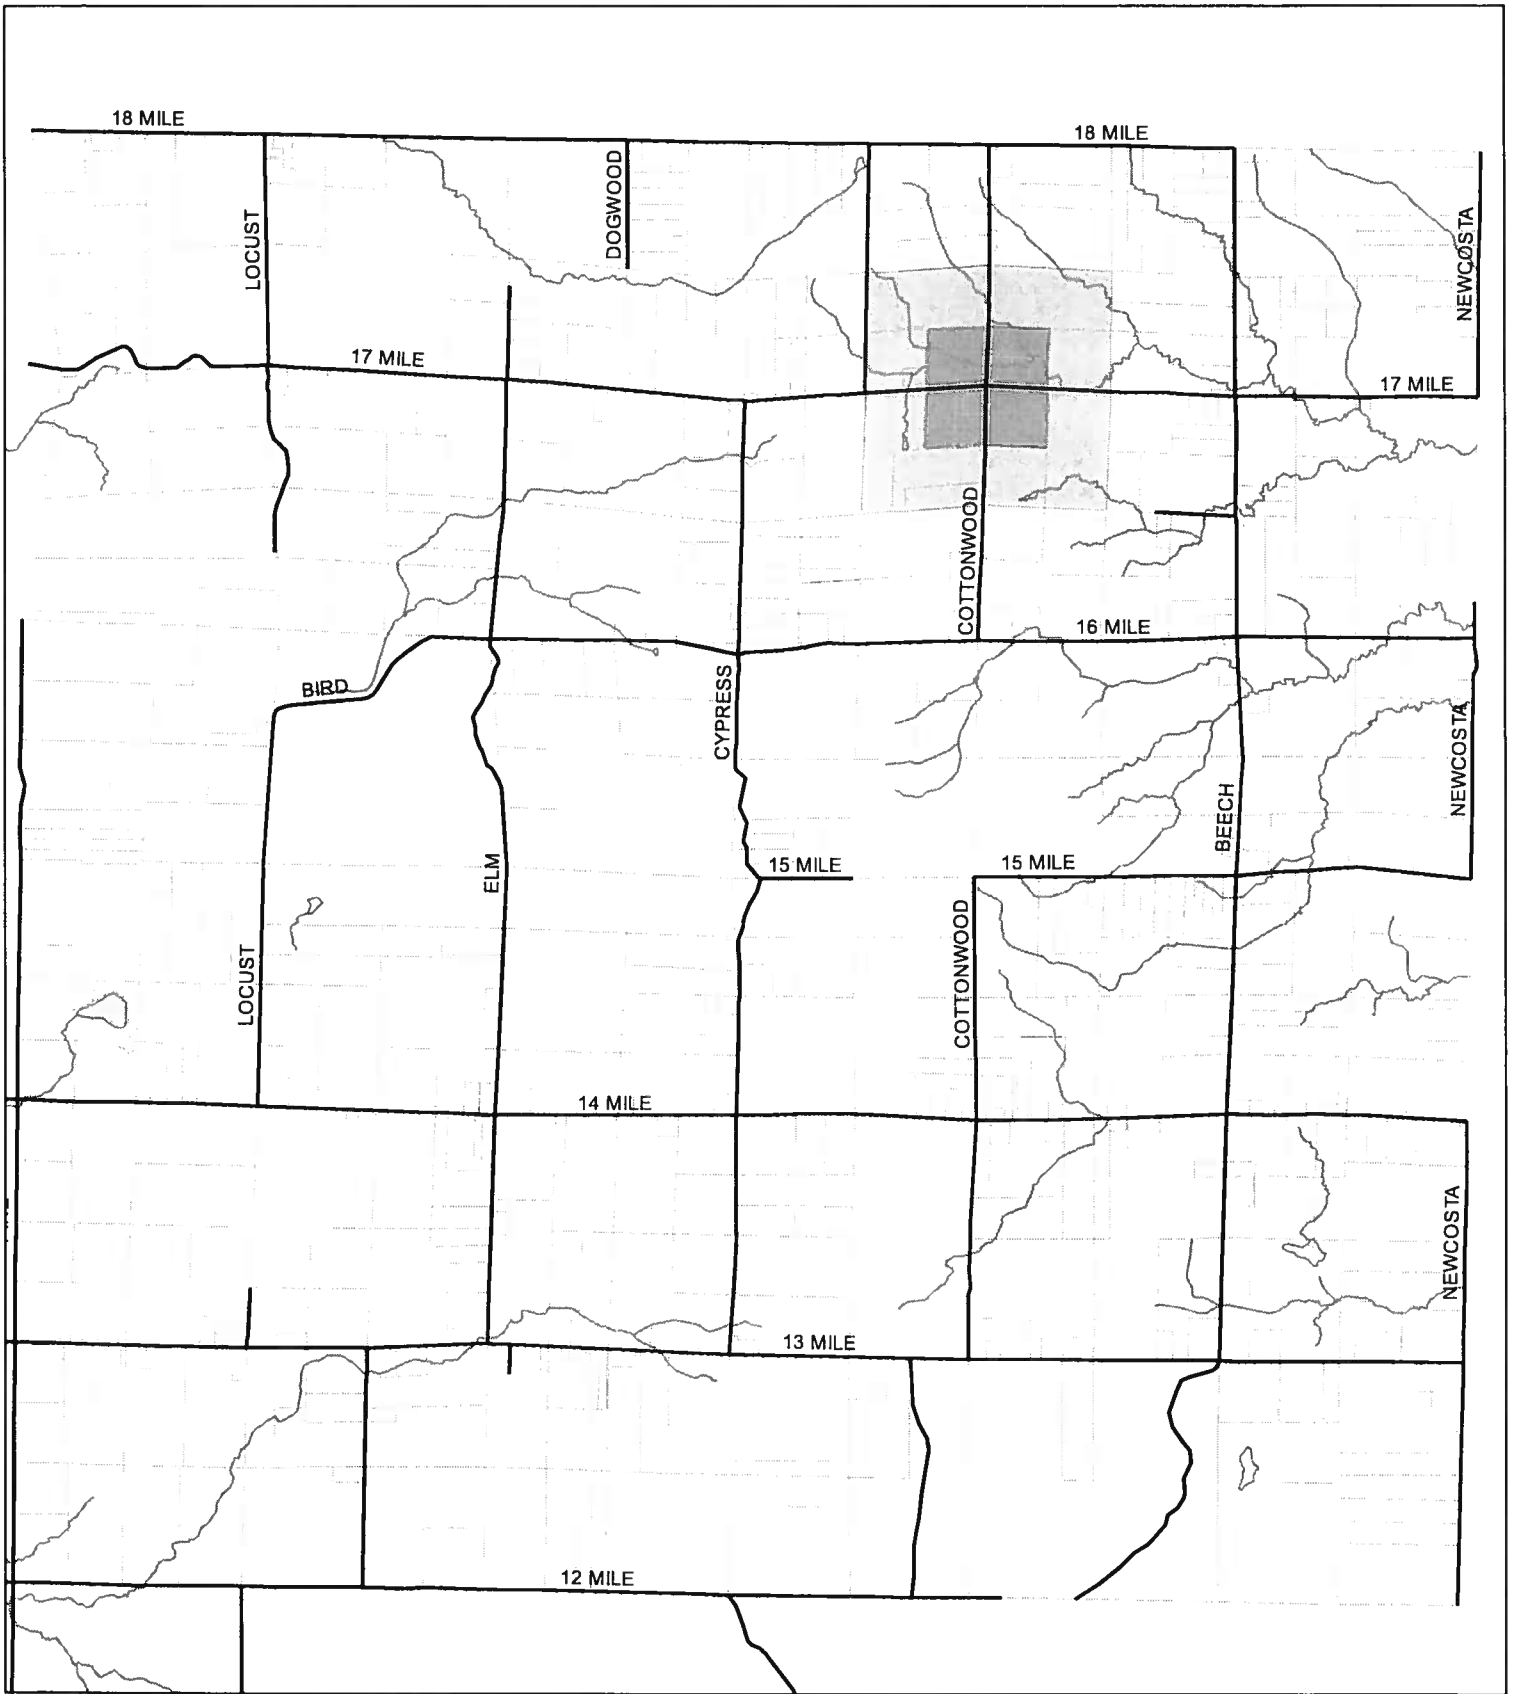 18 MILE
18 MILE
DOGWOOD
LOCUST
NEWCOSTA
17 MILE
17 MILE
COTTONWOOD
16 MILE
BIRD
CYPRESS
NEWCOSTA
BEECH
ELM
15 MILE
15 MILE
COTTONWOOD
LOCUST
14 MILE
NEWCOSTA
13 MILE
12 MILE